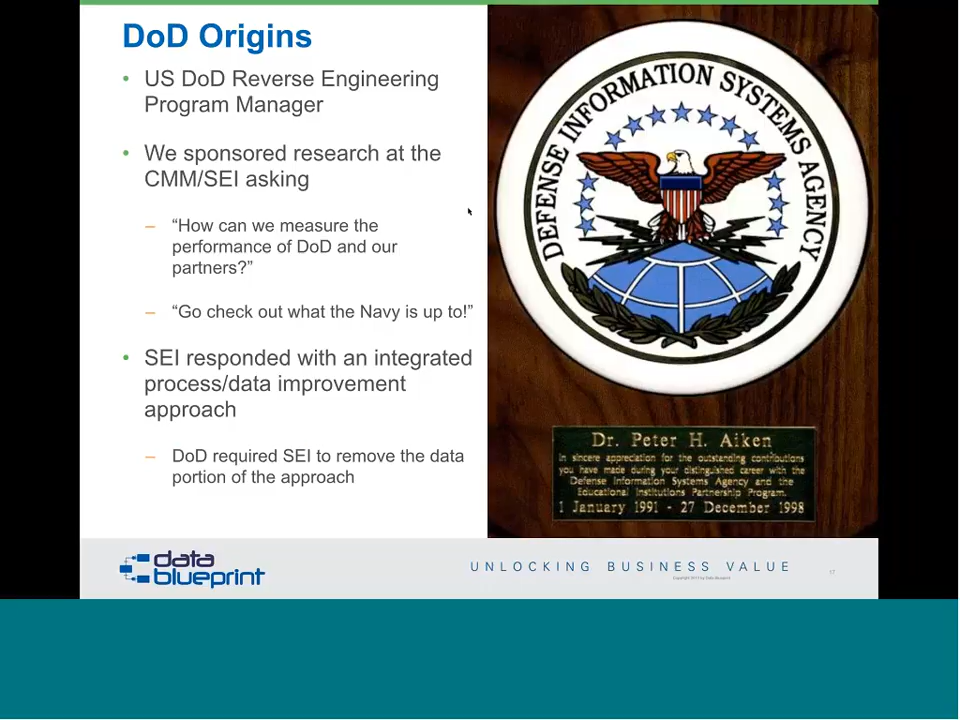 DoD Origins
• US DoD Reverse Engineering
Program Manager
• We sponsored research at the
CMM/SEI asking
– “How can we measure the
performance of DoD and our
partners?”
– “Go check out what the Navy is up to!”
• SEI responded with an integrated
process/data improvement
approach
– DoD required SEI to remove the data
portion of the approach
DEFENSE INFORMATION SYSTEMS AGENCY
Dr. Peter H. Aiken
In sincere appreciation for the outstanding contributions
you have made during your distinguished career with the
Defense Information Systems Agency and the
Educational Institutions Partnership Program.
1 January 1991 - 27 December 1998
data
blueprint
UNLOCKING BUSINESS VALUE
17